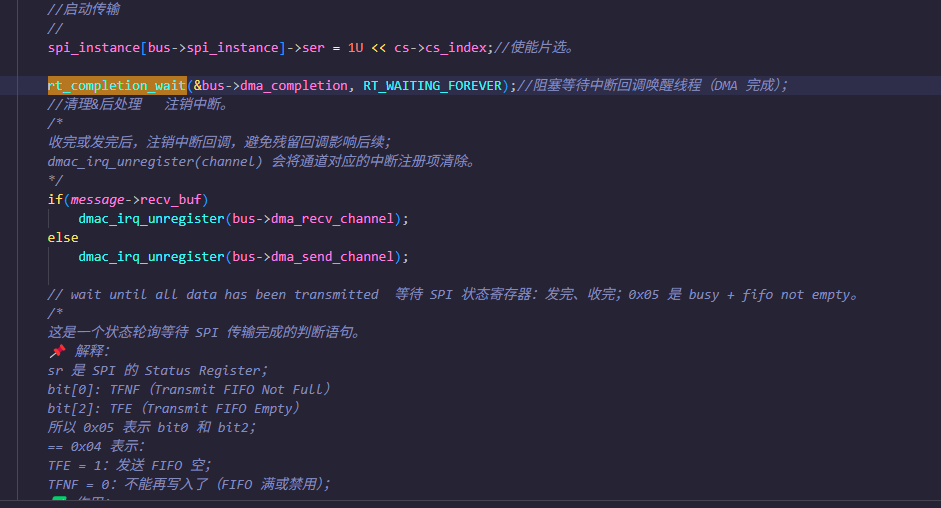 //启动传输
//
spi_instance[bus->spi_instance]->ser = 1U << cs->cs_index;//使能片选。
rt_completion_wait(&bus->dma_completion, RT_WAITING_FOREVER);//阻塞等待中断回调唤醒线程（DMA 完成）；
//清理&后处理   注销中断。
/*
收完或发完后，注销中断回调，避免残留回调影响后续；
dmac_irq_unregister(channel) 会将通道对应的中断注册项清除。
*/
if(message->recv_buf)
dmac_irq_unregister(bus->dma_recv_channel);
else
dmac_irq_unregister(bus->dma_send_channel);
// wait until all data has been transmitted  等待 SPI 状态寄存器：发完、收完；0x05 是 busy + fifo not empty。
/*
这是一个状态轮询等待 SPI 传输完成的判断语句。
📌 解释：
sr 是 SPI 的 Status Register；
bit[0]: TFNF（Transmit FIFO Not Full）
bit[2]: TFE（Transmit FIFO Empty）
所以 0x05 表示 bit0 和 bit2；
== 0x04 表示：
TFE = 1：发送 FIFO 空；
TFNF = 0：不能再写入了（FIFO 满或禁用）；